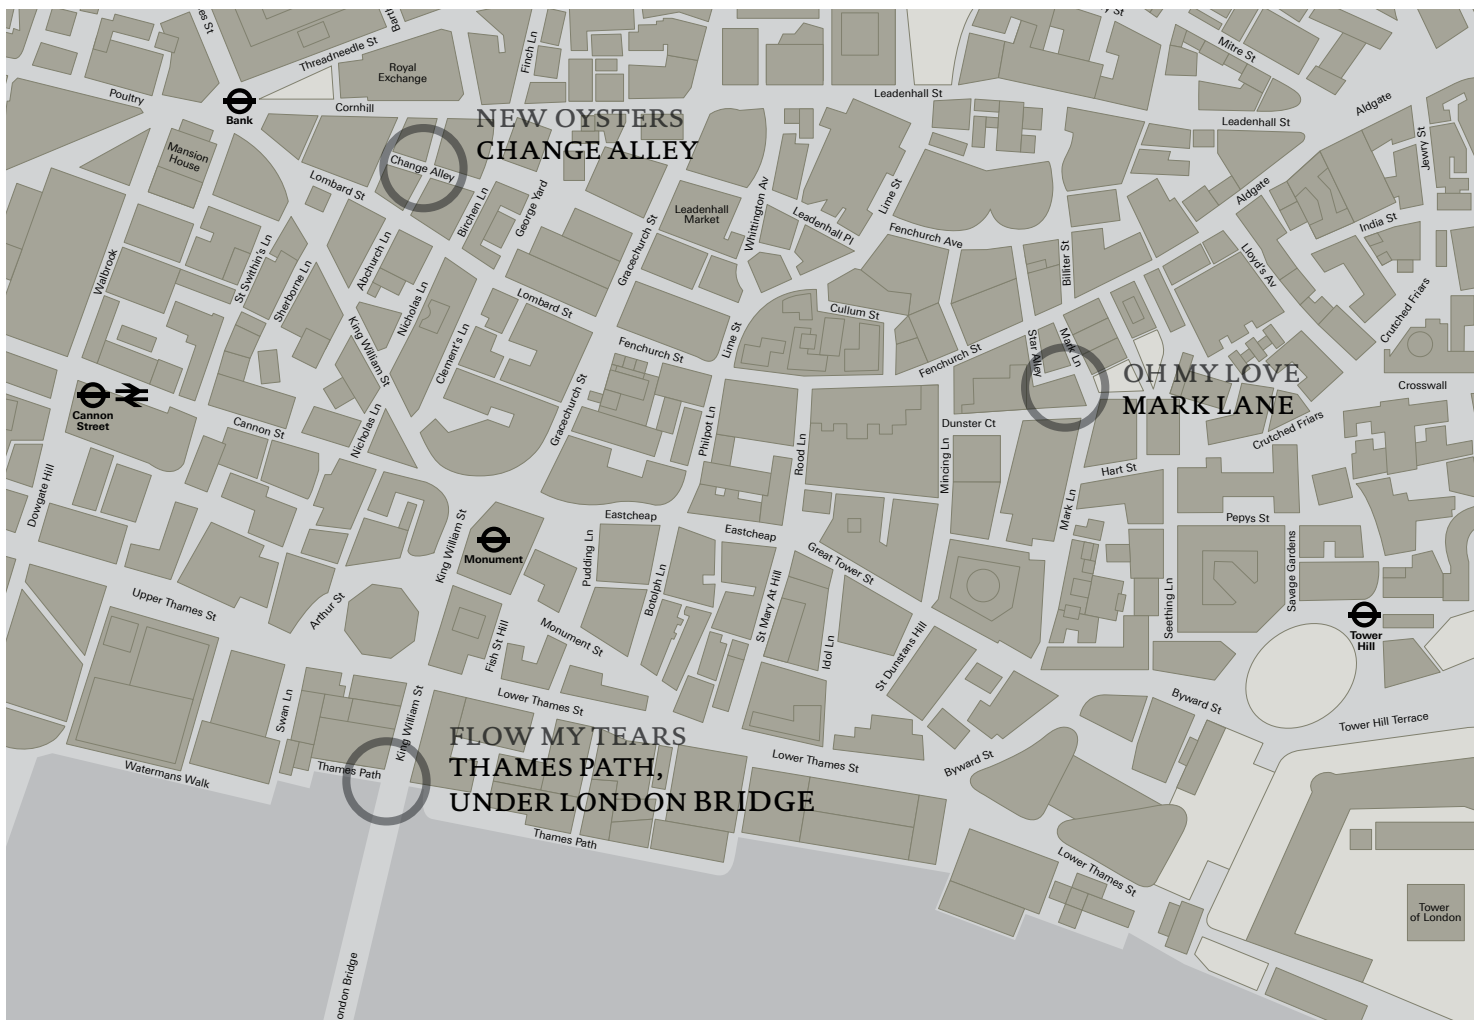 es St
Barth
Threadneedle St
Finch Ln
y St
Mitre St
Royal
Exchange
Poultry
Bank
Cornhill
Leadenhall St
Aldgate
NEW OYSTERS
CHANGE ALLEY
Leadenhall St
Jewry St
Mansion
House
Change Alley
Lombard St
Birchen Ln
George Yard
Leadenhall
Market
Whittington Av
Lime St
Aldgate
Leadenhall Pl
Fenchurch Ave
India St
Walbrook
St Swithin's Ln
Sherborne Ln
Abchurch Ln
Nicholas Ln
Gracechurch St
Billiter St
Lloyd's Av
Crutched Friars
Lombard St
Cullum St
King William St
Clement's Ln
Fenchurch St
Lime St
Fenchurch St
Star Alley
Mark Ln
OH MY LOVE
MARK LANE
Crosswall
Cannon
Street
Cannon St
Nicholas Ln
Gracechurch St
Philpot Ln
Rood Ln
Dunster Ct
Mincing Ln
Crutched Friars
Hart St
Dowgate Hill
Mark Ln
King William St
Monument
Eastcheap
Eastcheap
Pudding Ln
Botolph Ln
Great Tower St
Pepys St
Savage Gardens
Seething Ln
Upper Thames St
Arthur St
Fish St Hill
Monument St
St Mary At Hill
Idol Ln
St Dunstans Hill
Tower
Hill
Swan Ln
King William St
Lower Thames St
Byward St
Tower Hill Terrace
FLOW MY TEARS
THAMES PATH,
UNDER LONDON BRIDGE
Watermans Walk
Thames Path
Lower Thames St
Byward St
Thames Path
Lower Thames St
Tower
of London
ondon Bridge